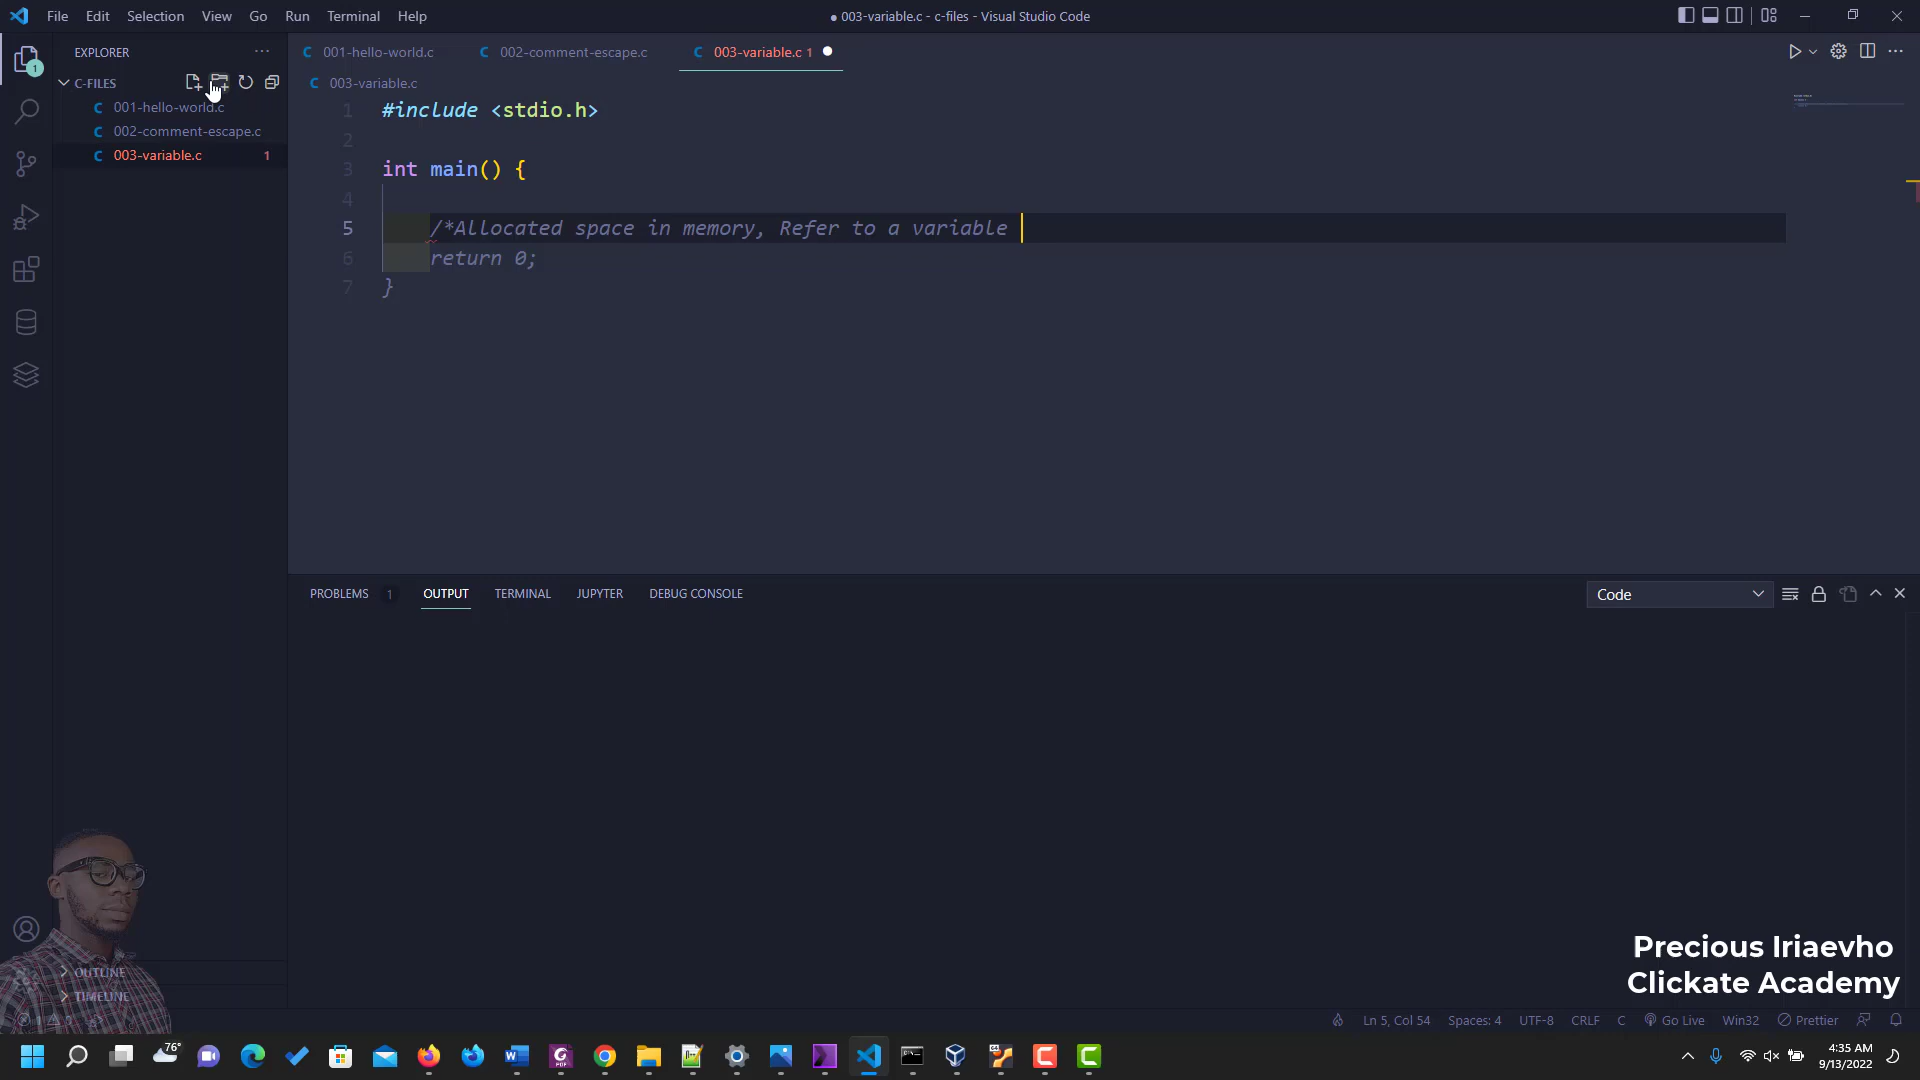 File Edit Selection View Go Run Terminal Help
● 003-variable.c - c-files - Visual Studio Code
EXPLORER
C-FILES
001-hello-world.c
002-comment-escape.c
003-variable.c 1
1
C 001-hello-world.c
C 002-comment-escape.c
C 003-variable.c 1
C 003-variable.c
1 #include <stdio.h>
2
3 int main() {
4
5 /*Allocated space in memory, Refer to a variable
6 return 0;
7 }
PROBLEMS 1 OUTPUT TERMINAL JUPYTER DEBUG CONSOLE
Code
OUTLINE
TIMELINE
Precious Iriaevho
Clickate Academy
Ln 5, Col 54 Spaces: 4 UTF-8 CRLF C Go Live Win32 Prettier
76°
4:35 AM
9/13/2022